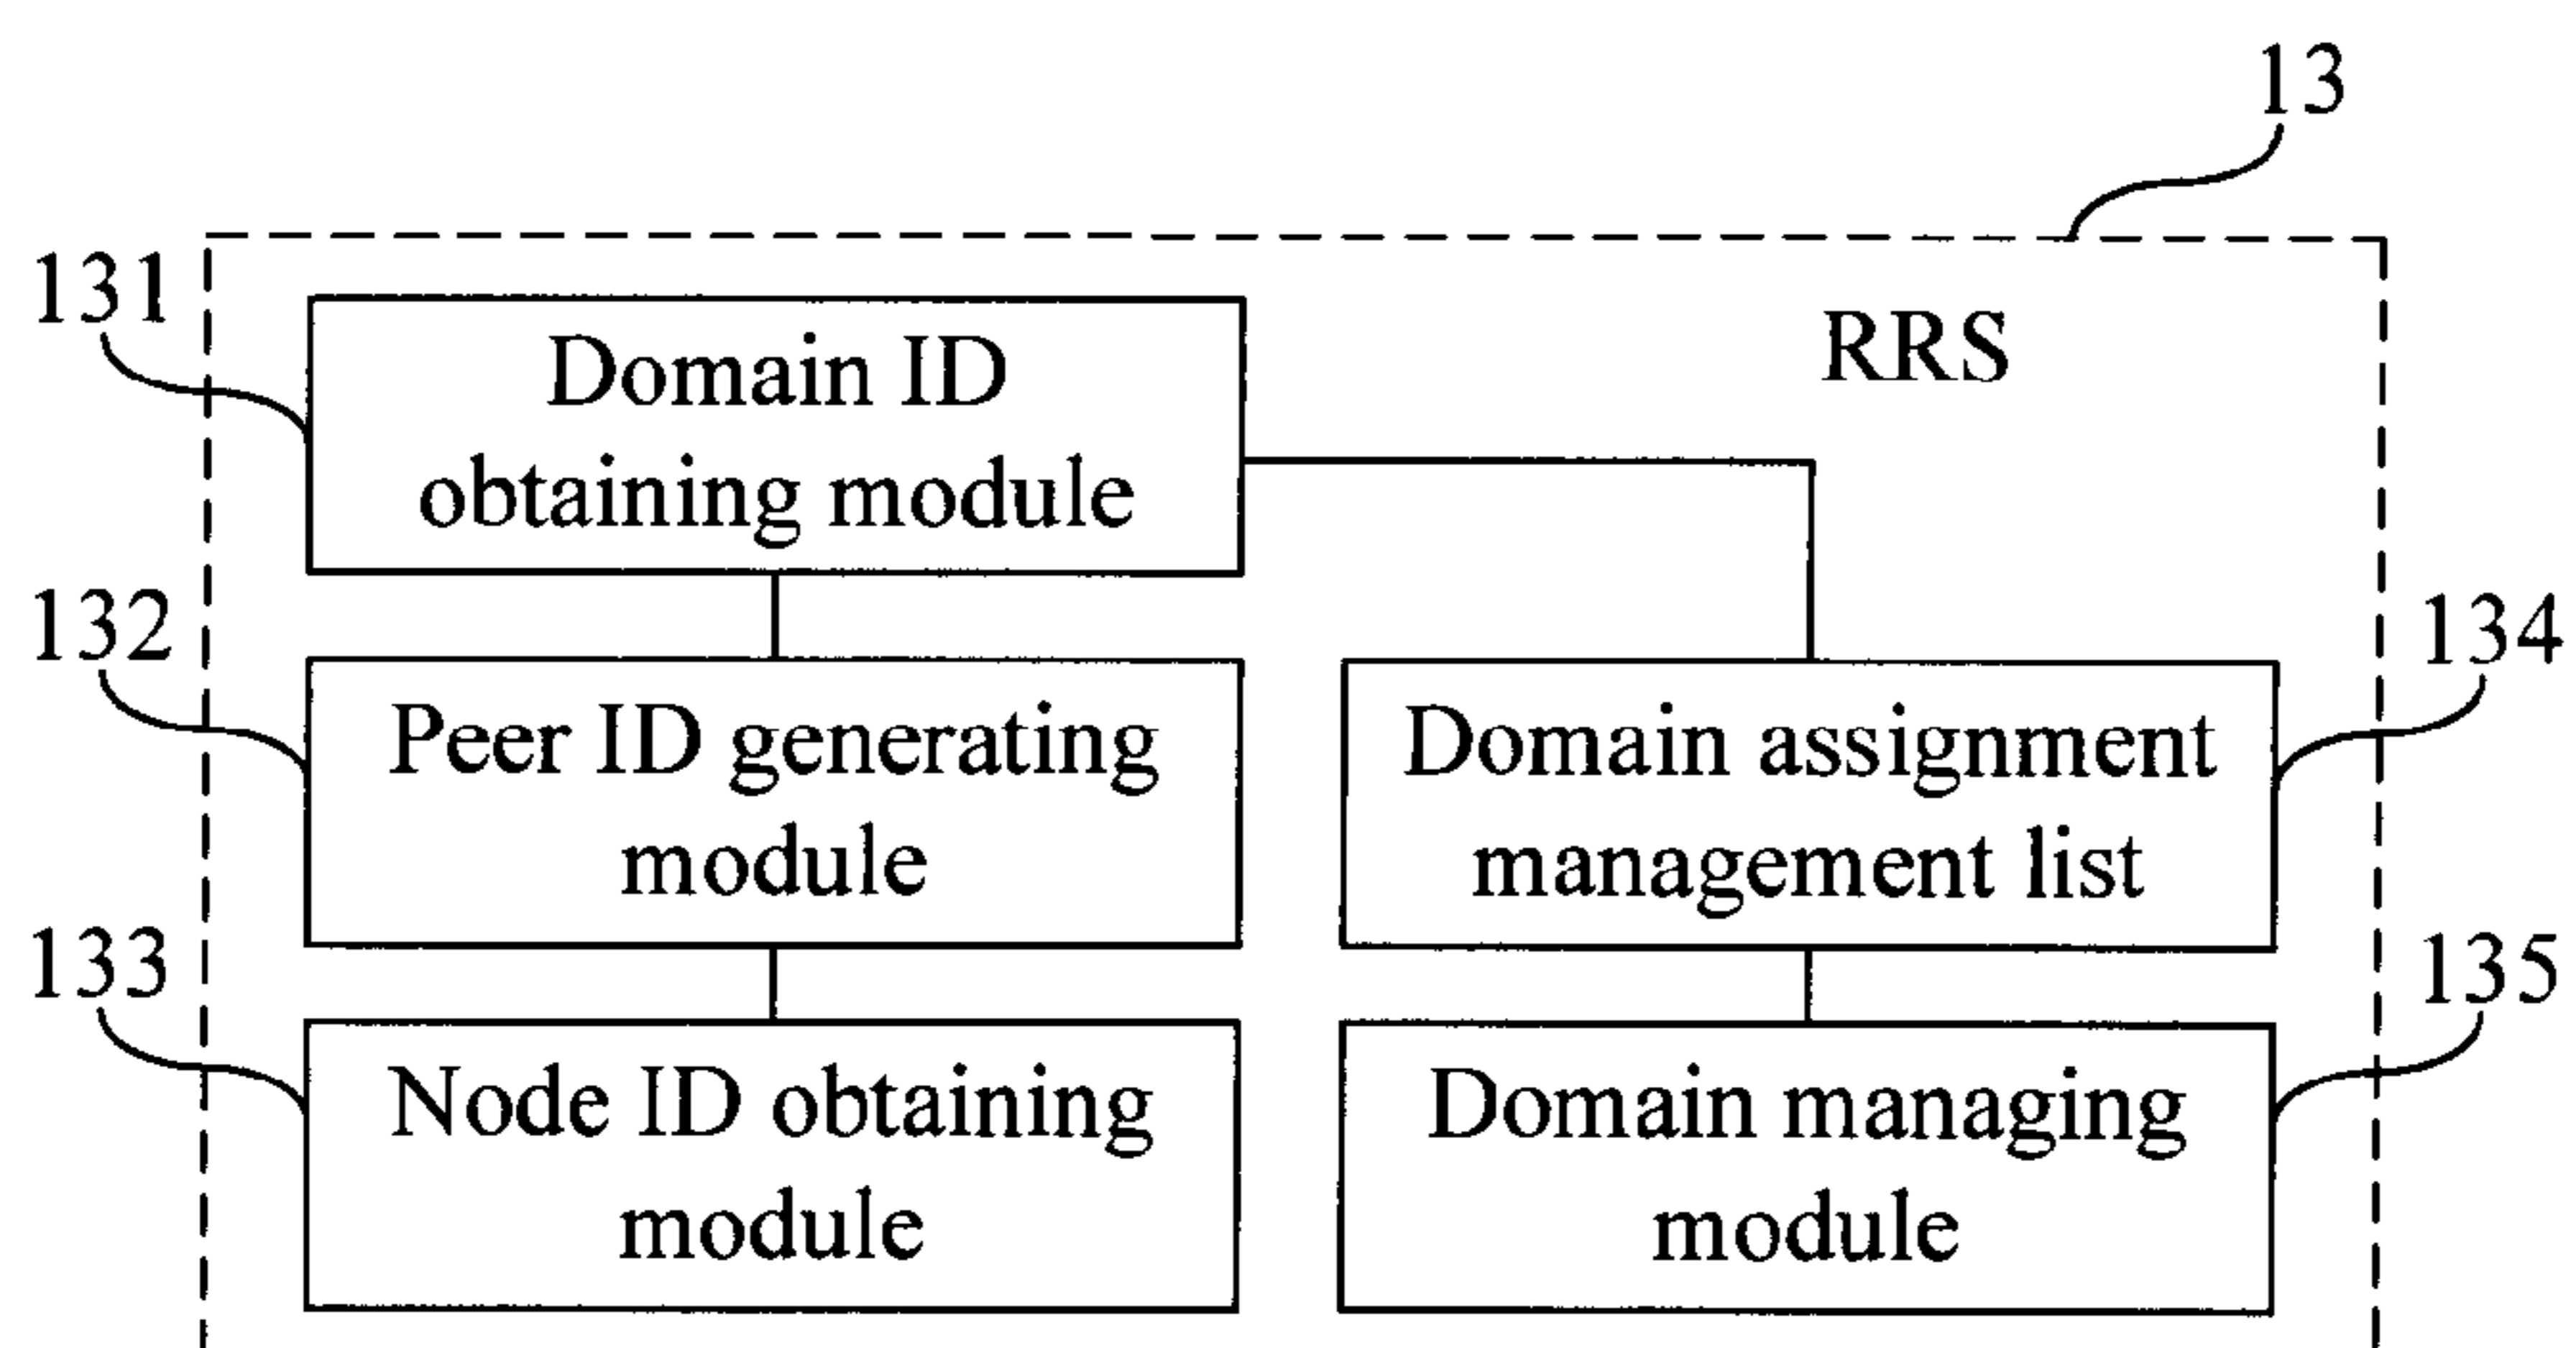 13
131
Domain ID
obtaining module
RRS
132
Peer ID generating
module
134
Domain assignment
management list
133
Node ID obtaining
module
135
Domain managing
module